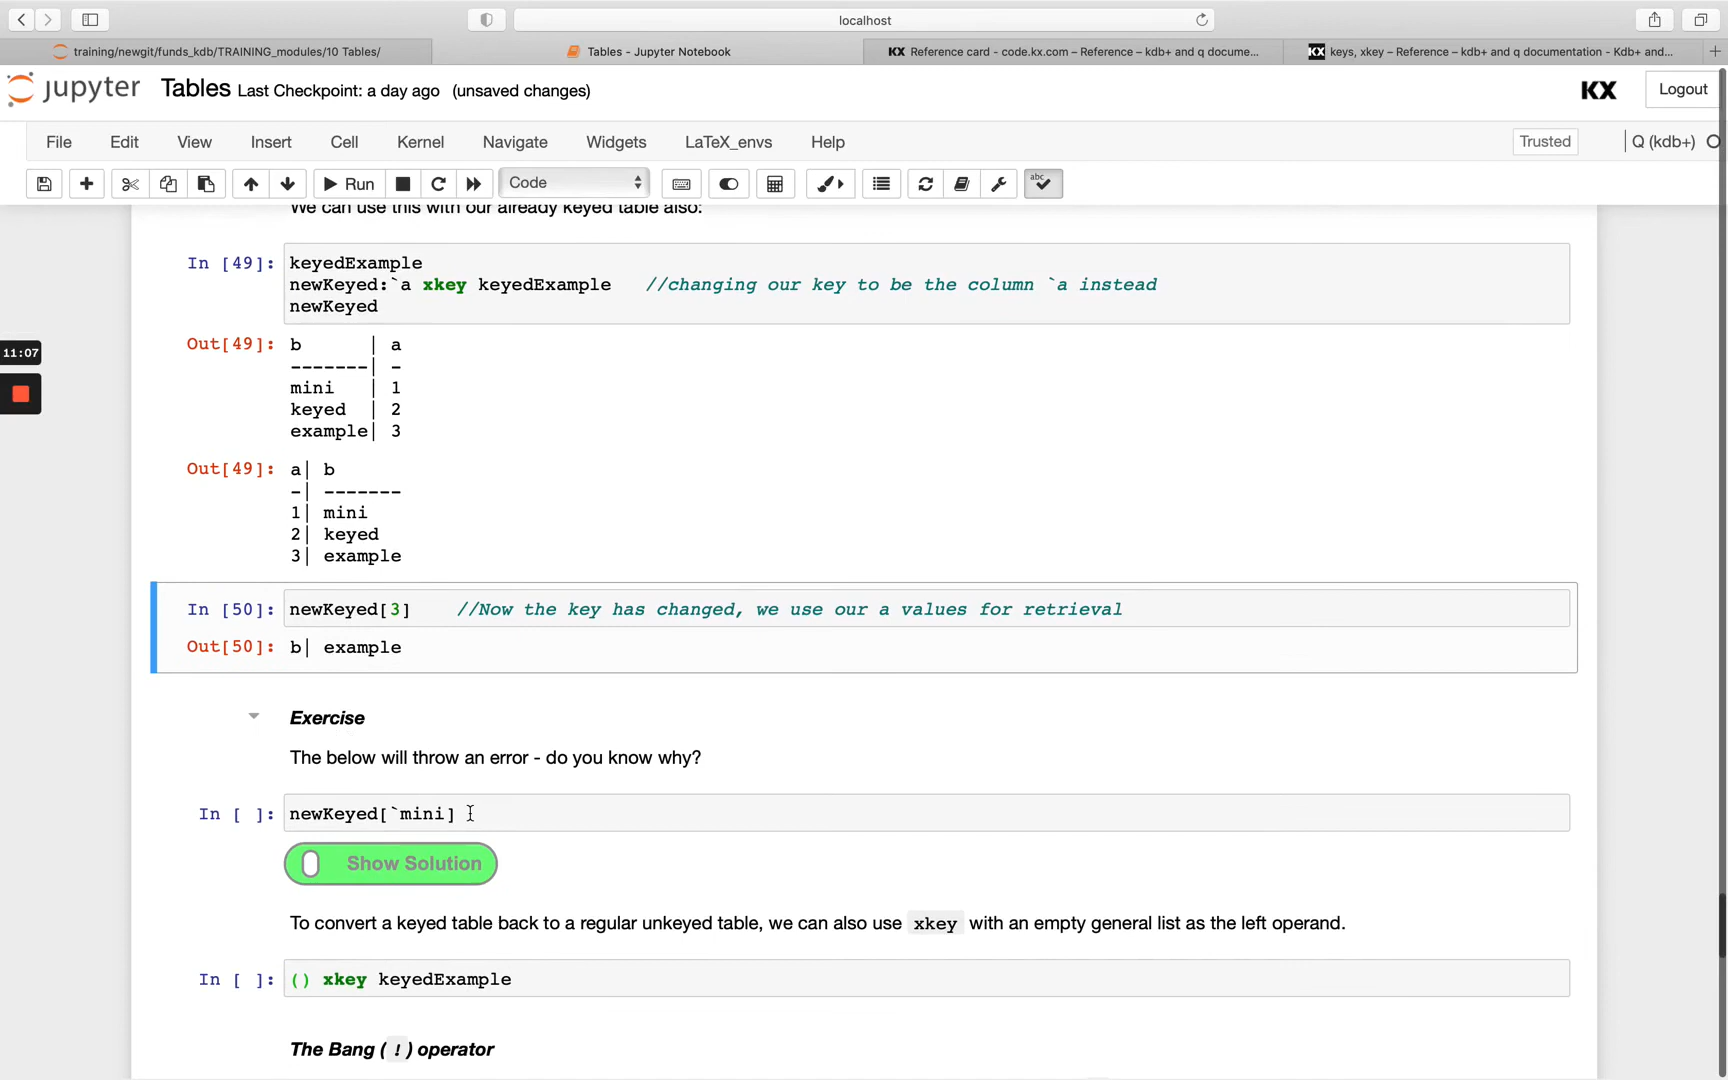 localhost
training/newgit/funds_kdb/TRAINING_modules/10 Tables/
Tables - Jupyter Notebook
KX Reference card - code.kx.com – Reference – kdb+ and q docume...
KX keys, xkey – Reference – kdb+ and q documentation - Kdb+ and...
jupyter Tables Last Checkpoint: a day ago (unsaved changes)
KX
Logout
File Edit View Insert Cell Kernel Navigate Widgets LaTeX_envs Help
Trusted
Q (kdb+)
Run
Code
abc
We can use this with our already keyed table also:
In [49]: keyedExample
newKeyed:`a xkey keyedExample //changing our key to be the column `a instead
newKeyed
11:07
Out[49]: b | a
-------| -
mini | 1
keyed | 2
example| 3
Out[49]: a| b
-| -------
1| mini
2| keyed
3| example
In [50]: newKeyed[3] //Now the key has changed, we use our a values for retrieval
Out[50]: b| example
Exercise
The below will throw an error - do you know why?
In [ ]: newKeyed[`mini]
Show Solution
To convert a keyed table back to a regular unkeyed table, we can also use xkey with an empty general list as the left operand.
In [ ]: () xkey keyedExample
The Bang ( ! ) operator